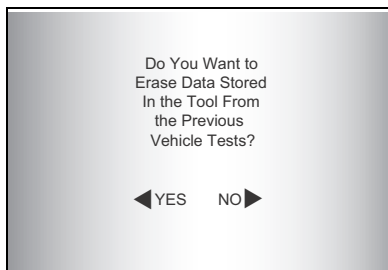 Do You Want to
Erase Data Stored
In the Tool From
the Previous
Vehicle Tests?
YES NO